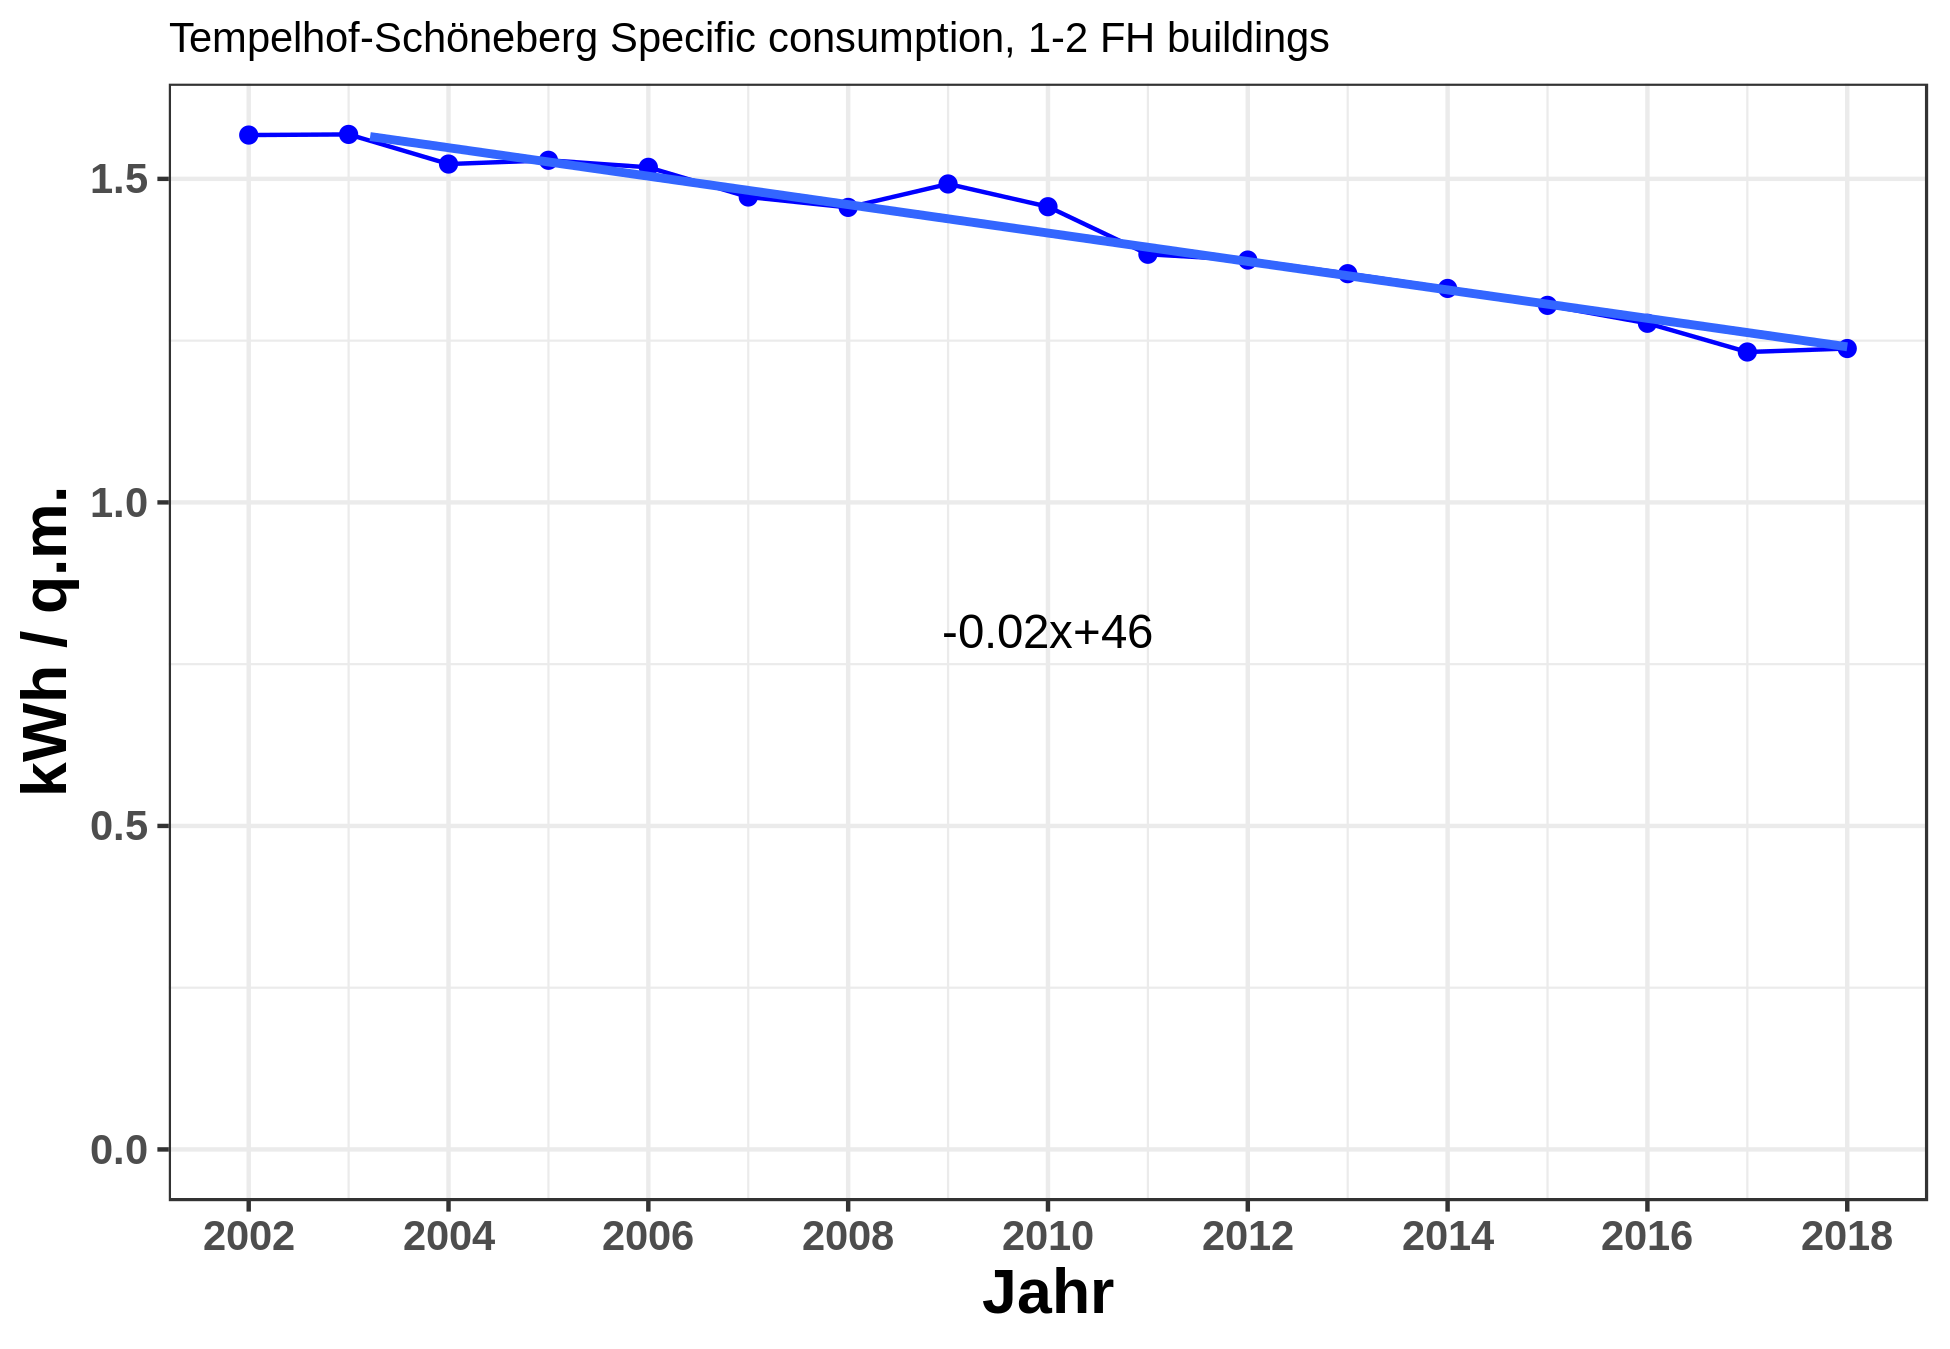 Tempelhof-Schöneberg Specific consumption, 1-2 FH buildings
1.5
1.0
0.5
0.0
kWh / q.m.
-0.02x+46
2002 2004 2006 2008 2010 2012 2014 2016 2018
Jahr